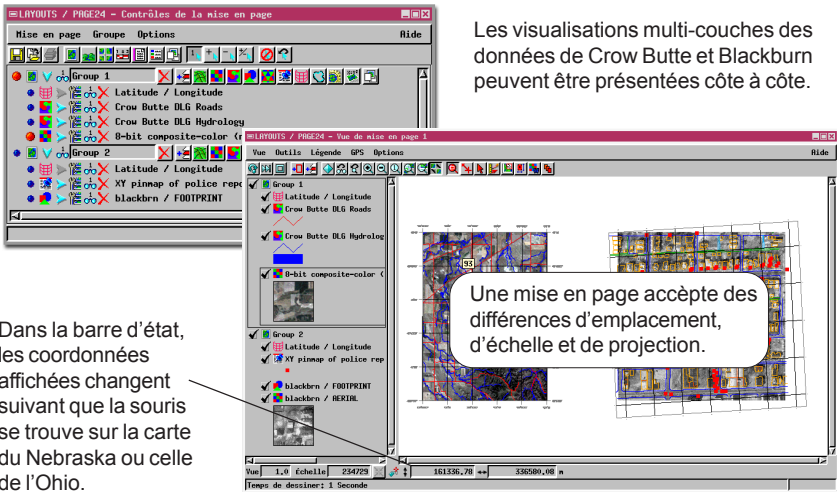 LAYOUTS / PAGE24 - Contrôles de la mise en page
Mise en page Groupe Options Aide
Group 1
Latitude / Longitude
Crow Butte DLG Roads
Crow Butte DLG Hydrology
8-bit composite-color (r
Group 2
Latitude / Longitude
XY pinmap of police repo
blackbrn / FOOTPRINT
Les visualisations multi-couches des
données de Crow Butte et Blackburn
peuvent être présentées côte à côte.
LAYOUTS / PAGE24 - Vue de mise en page 1
Vue Outils Légende GPS Options Aide
Group 1
Latitude / Longitude
Crow Butte DLG Roads
Crow Butte DLG Hydrolog
8-bit composite-color (
Group 2
Latitude / Longitude
XY pinmap of police rep
blackbrn / FOOTPRINT
blackbrn / AERIAL
93
Une mise en page accèpte des
différences d'emplacement,
d'échelle et de projection.
Dans la barre d'état,
les coordonnées
affichées changent
suivant que la souris
se trouve sur la carte
du Nebraska ou celle
de l'Ohio.
Vue 1.0 Échelle 234729 161336.78 336580.08 m
Temps de dessiner: 1 Seconde